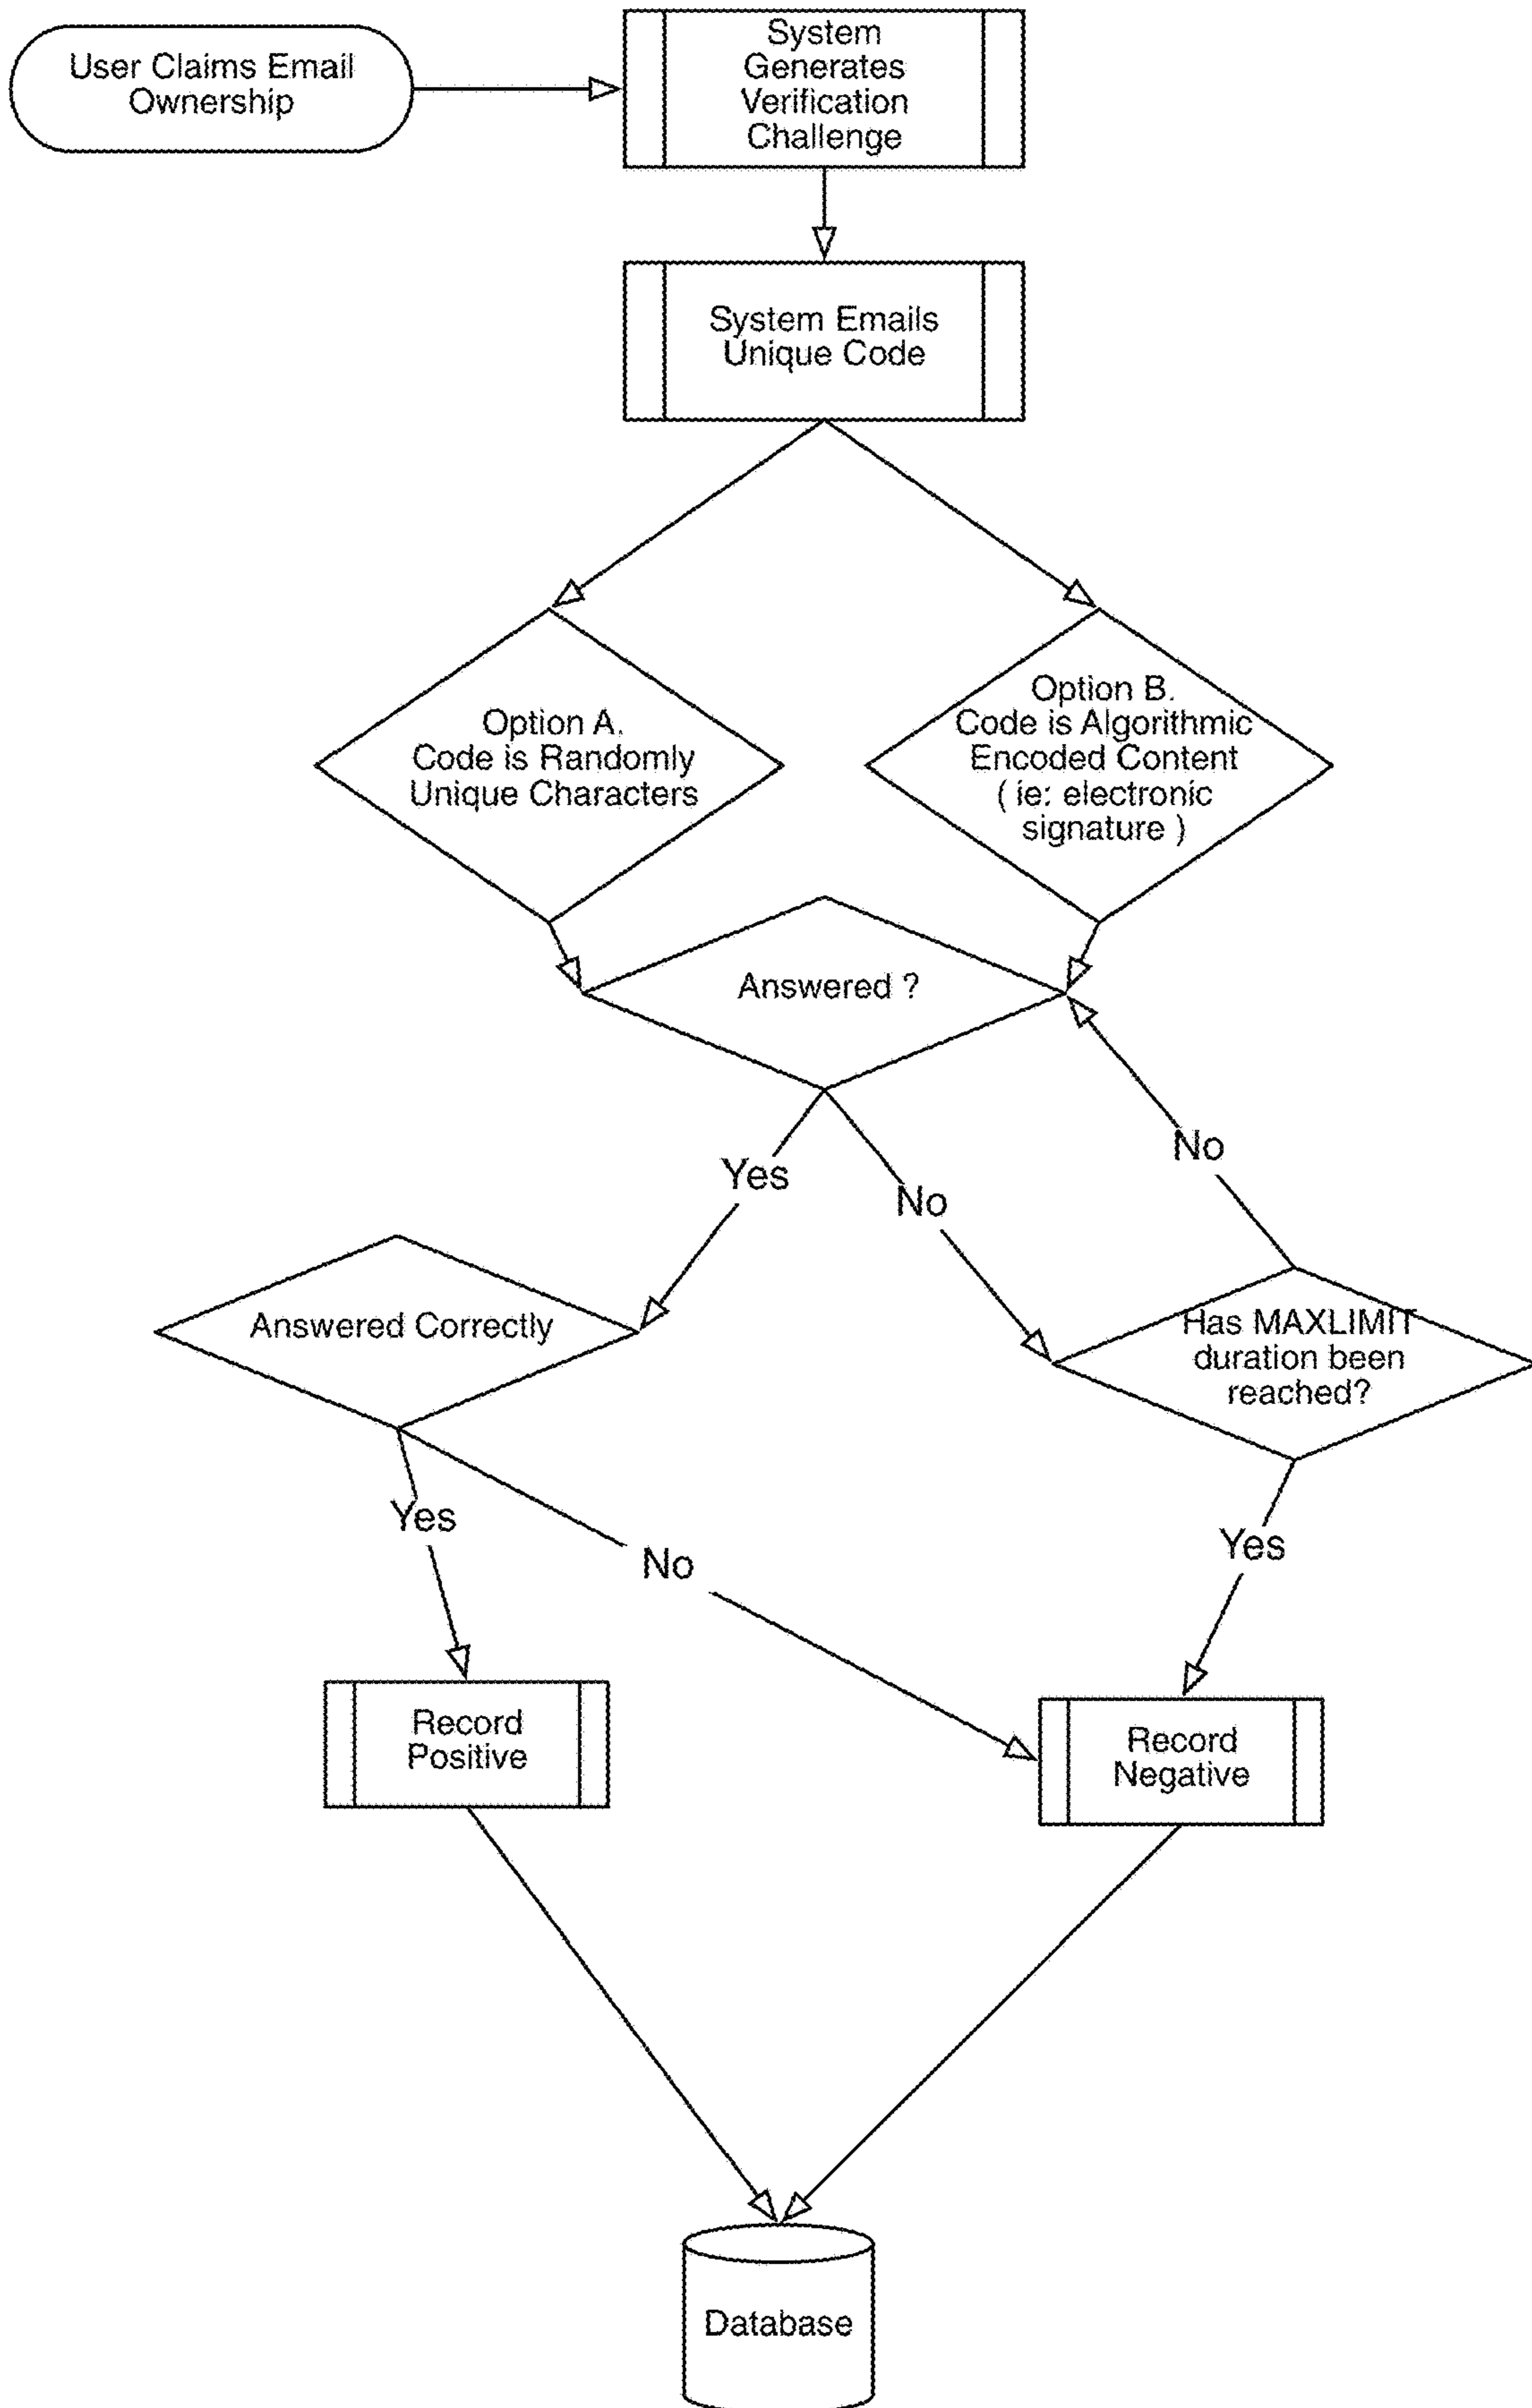 User Claims Email
Ownership
System
Generates
Verification
Challenge
System Emails
Unique Code
Option A.
Code is Randomly
Unique Characters
Option B.
Code is Algorithmic
Encoded Content
( ie: electronic
signature )
Answered ?
Yes
No
No
Answered Correctly
Has MAXLIMIT
duration been
reached?
Yes
No
Yes
Record
Positive
Record
Negative
Database